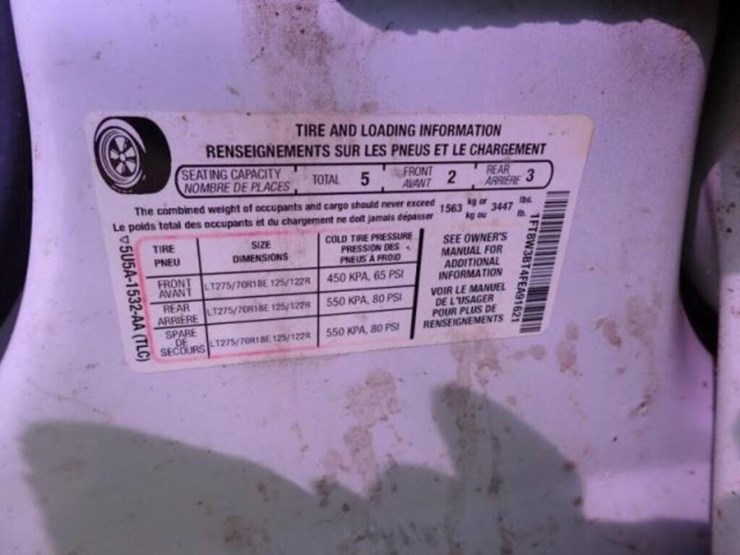 TIRE AND LOADING INFORMATION
RENSEIGNEMENTS SUR LES PNEUS ET LE CHARGEMENT
SEATING CAPACITY
NOMBRE DE PLACES
TOTAL 5
FRONT
AVANT 2
REAR
ARRIÈRE 3
The combined weight of occupants and cargo should never exceed
Le poids total des occupants et du chargement ne doit jamais dépasser
1563 kg or 3447 lbs.
kg ou lb.
TIRE
PNEU
SIZE
DIMENSIONS
COLD TIRE PRESSURE
PRESSION DES
PNEUS À FROID
FRONT
AVANT
LT275/70R18E 125/122R
450 KPA, 65 PSI
REAR
ARRIÈRE
LT275/70R18E 125/122R
550 KPA, 80 PSI
SPARE
DE
SECOURS
LT275/70R18E 125/122R
550 KPA, 80 PSI
SEE OWNER'S
MANUAL FOR
ADDITIONAL
INFORMATION
VOIR LE MANUEL
DE L'USAGER
POUR PLUS DE
RENSEIGNEMENTS
5U5A-1532-AA (TLC)
1FT8W3BT4FEA91621